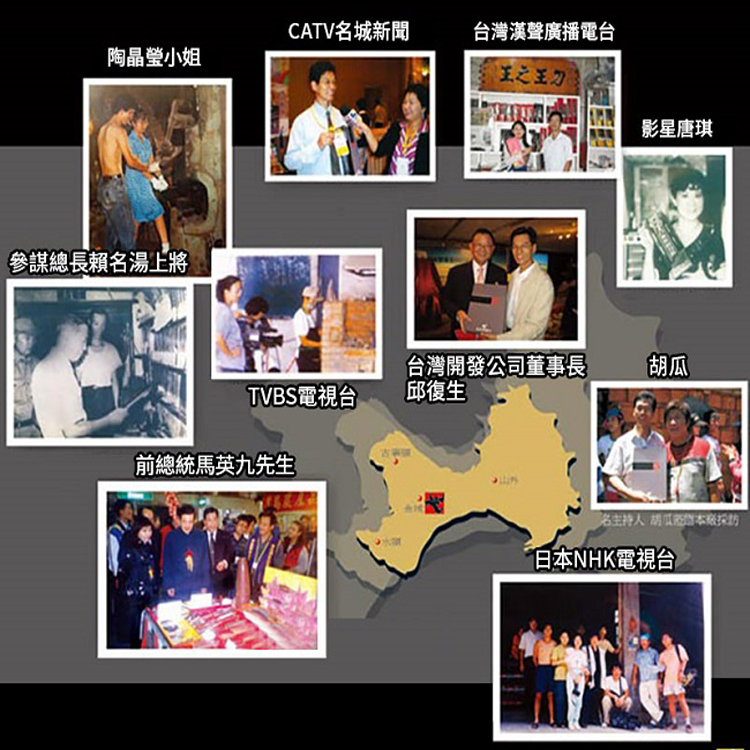 CATV名城新聞
台灣漢聲廣播電台
陶晶瑩小姐
王之王刀
影星唐琪
參謀總長賴名湯上將
TVBS電視台
台灣開發公司董事長
邱復生
胡瓜
前總統馬英九先生
古寧頭
山外
金城
水頭
名主持人 胡瓜蒞臨本廠採訪
日本NHK電視台